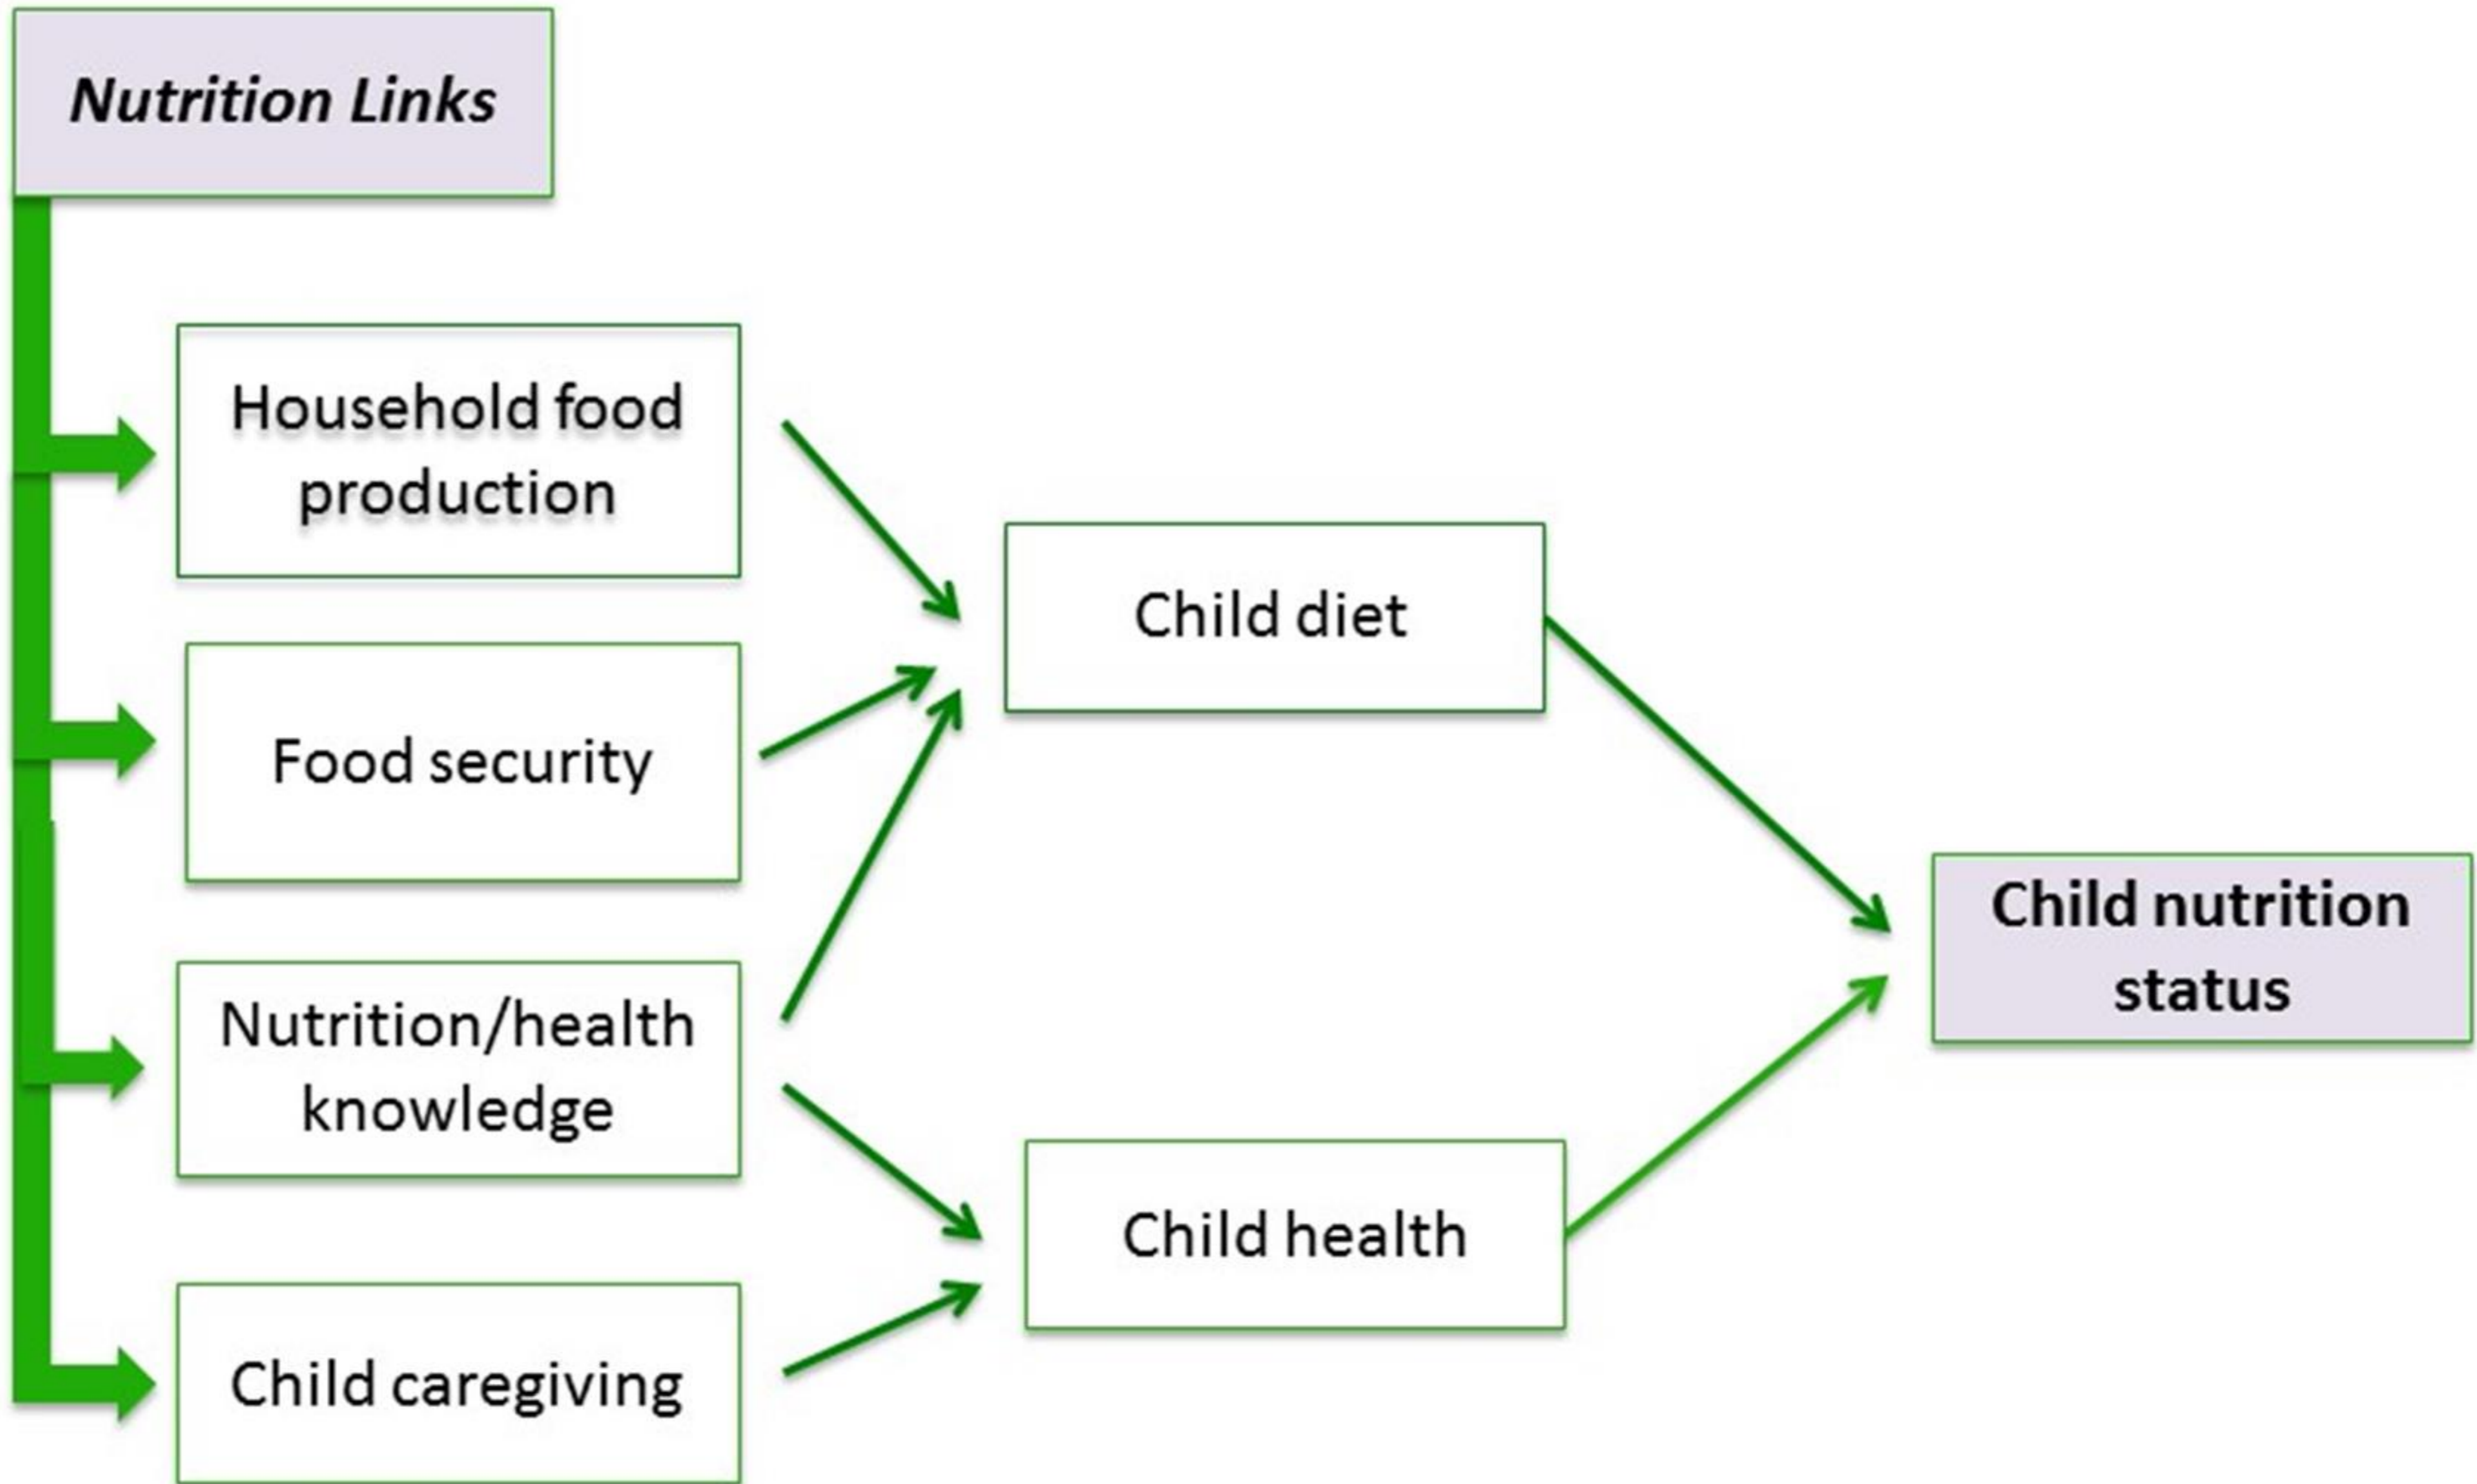 Nutrition Links
Household food
production
Food security
Nutrition/health
knowledge
Child caregiving
Child diet
Child health
Child nutrition
status